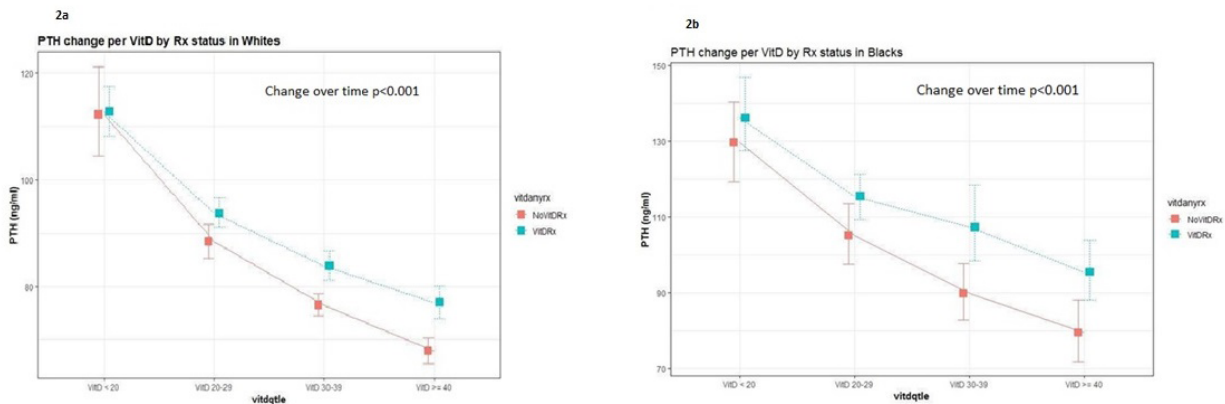 2a
PTH change per VitD by Rx status in Whites
Change over time p<0.001
120
100
80
PTH (ng/ml)
VitD < 20
VitD 20-29
VitD 30-39
VitD >= 40
vitdqtle
vitdanyrx
NoVitDRx
VitDRx
2b
PTH change per VitD by Rx status in Blacks
Change over time p<0.001
150
130
110
90
70
PTH (ng/ml)
VitD < 20
VitD 20-29
VitD 30-39
VitD >= 40
vitdqtle
vitdanyrx
NoVitDRx
VitDRx